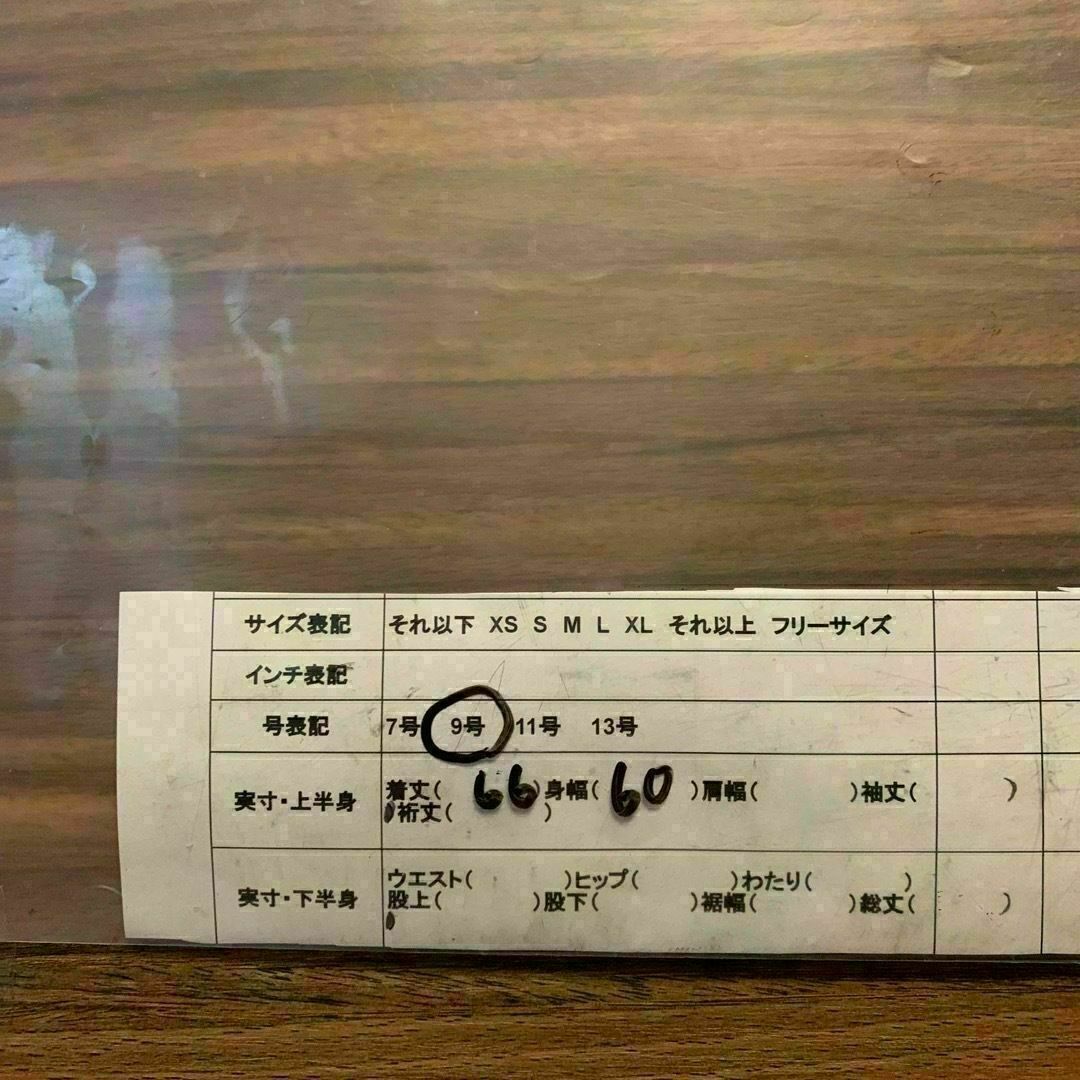 サイズ表記 それ以下 XS S M L XL それ以上 フリーサイズ
インチ表記
号表記 7号 9号 11号 13号
実寸・上半身 着丈( 66 )身幅( 60 )肩幅( )袖丈( )
裄丈( )
実寸・下半身 ウエスト( )ヒップ( )わたり( )
股上( )股下( )裾幅( )総丈( )